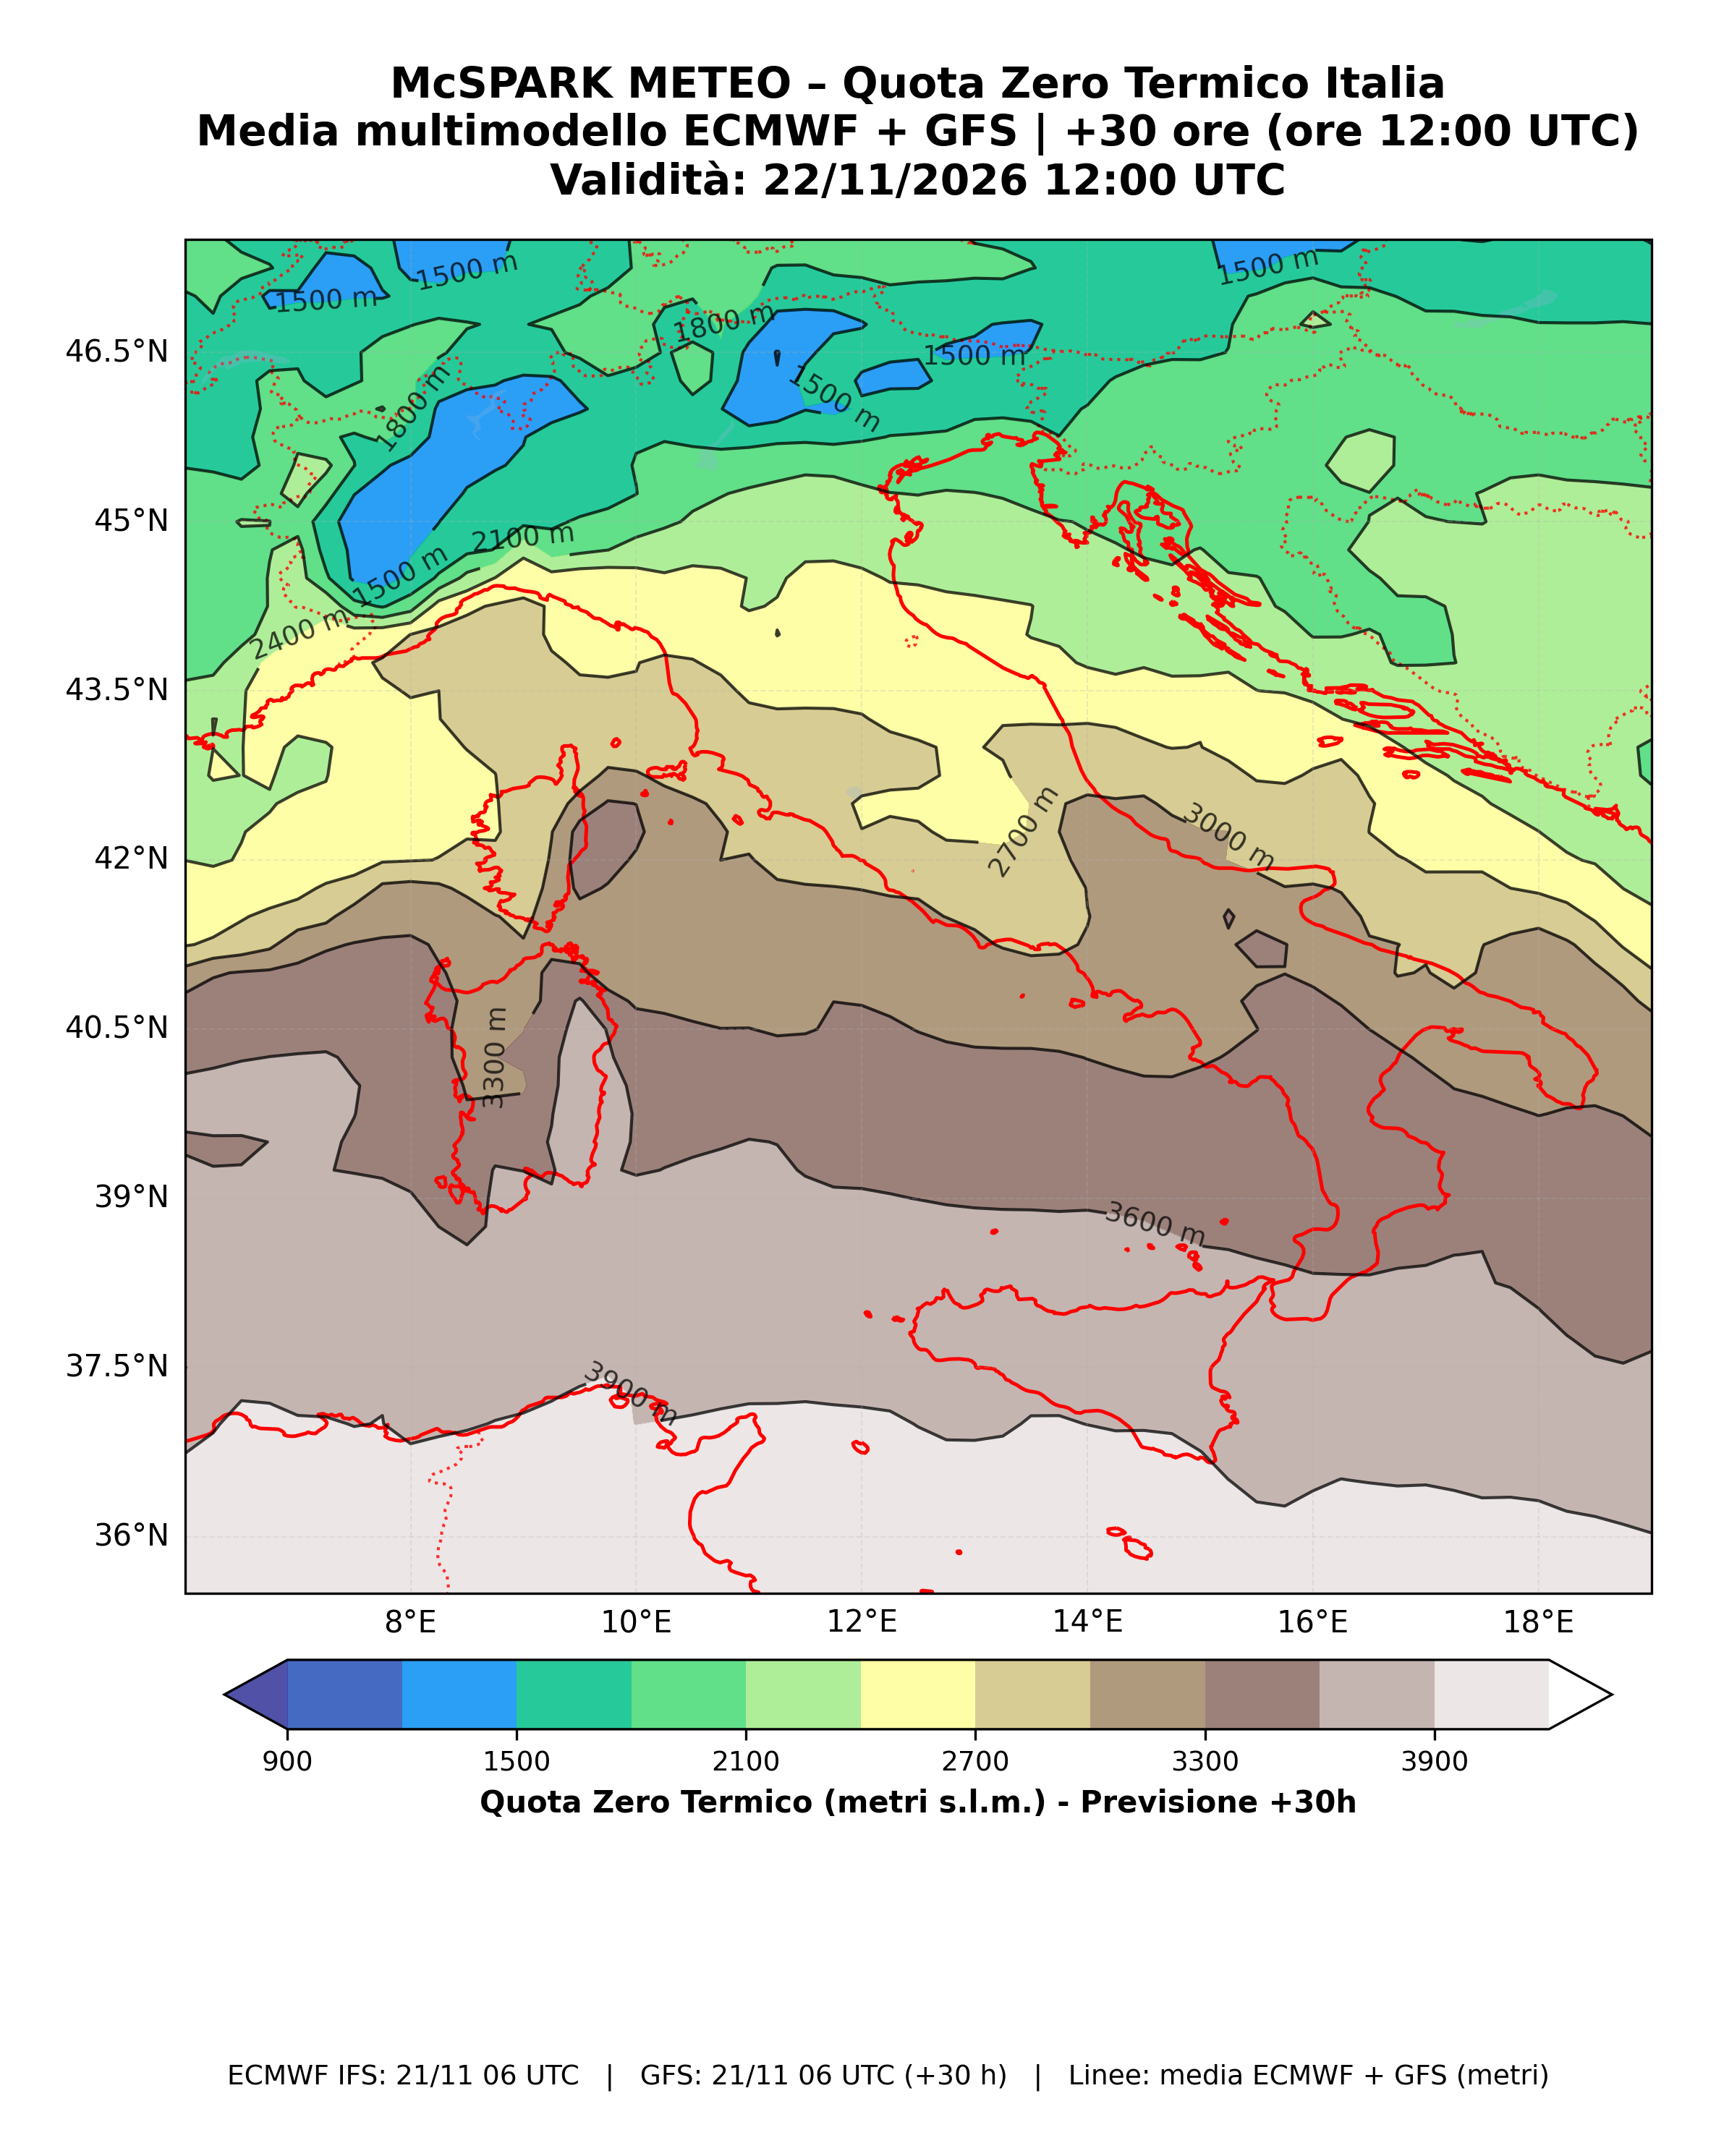 McSPARK METEO – Quota Zero Termico Italia
Media multimodello ECMWF + GFS | +30 ore (ore 12:00 UTC)
Validità: 22/11/2026 12:00 UTC
1500 m
1500 m
1500 m
1800 m
46.5°N
1500 m
1500 m
1800 m
45°N
2100 m
1500 m
2400 m
43.5°N
2700 m
3000 m
42°N
40.5°N
3300 m
39°N
3600 m
37.5°N
3900 m
36°N
8°E 10°E 12°E 14°E 16°E 18°E
900 1500 2100 2700 3300 3900
Quota Zero Termico (metri s.l.m.) - Previsione +30h
ECMWF IFS: 21/11 06 UTC | GFS: 21/11 06 UTC (+30 h) | Linee: media ECMWF + GFS (metri)